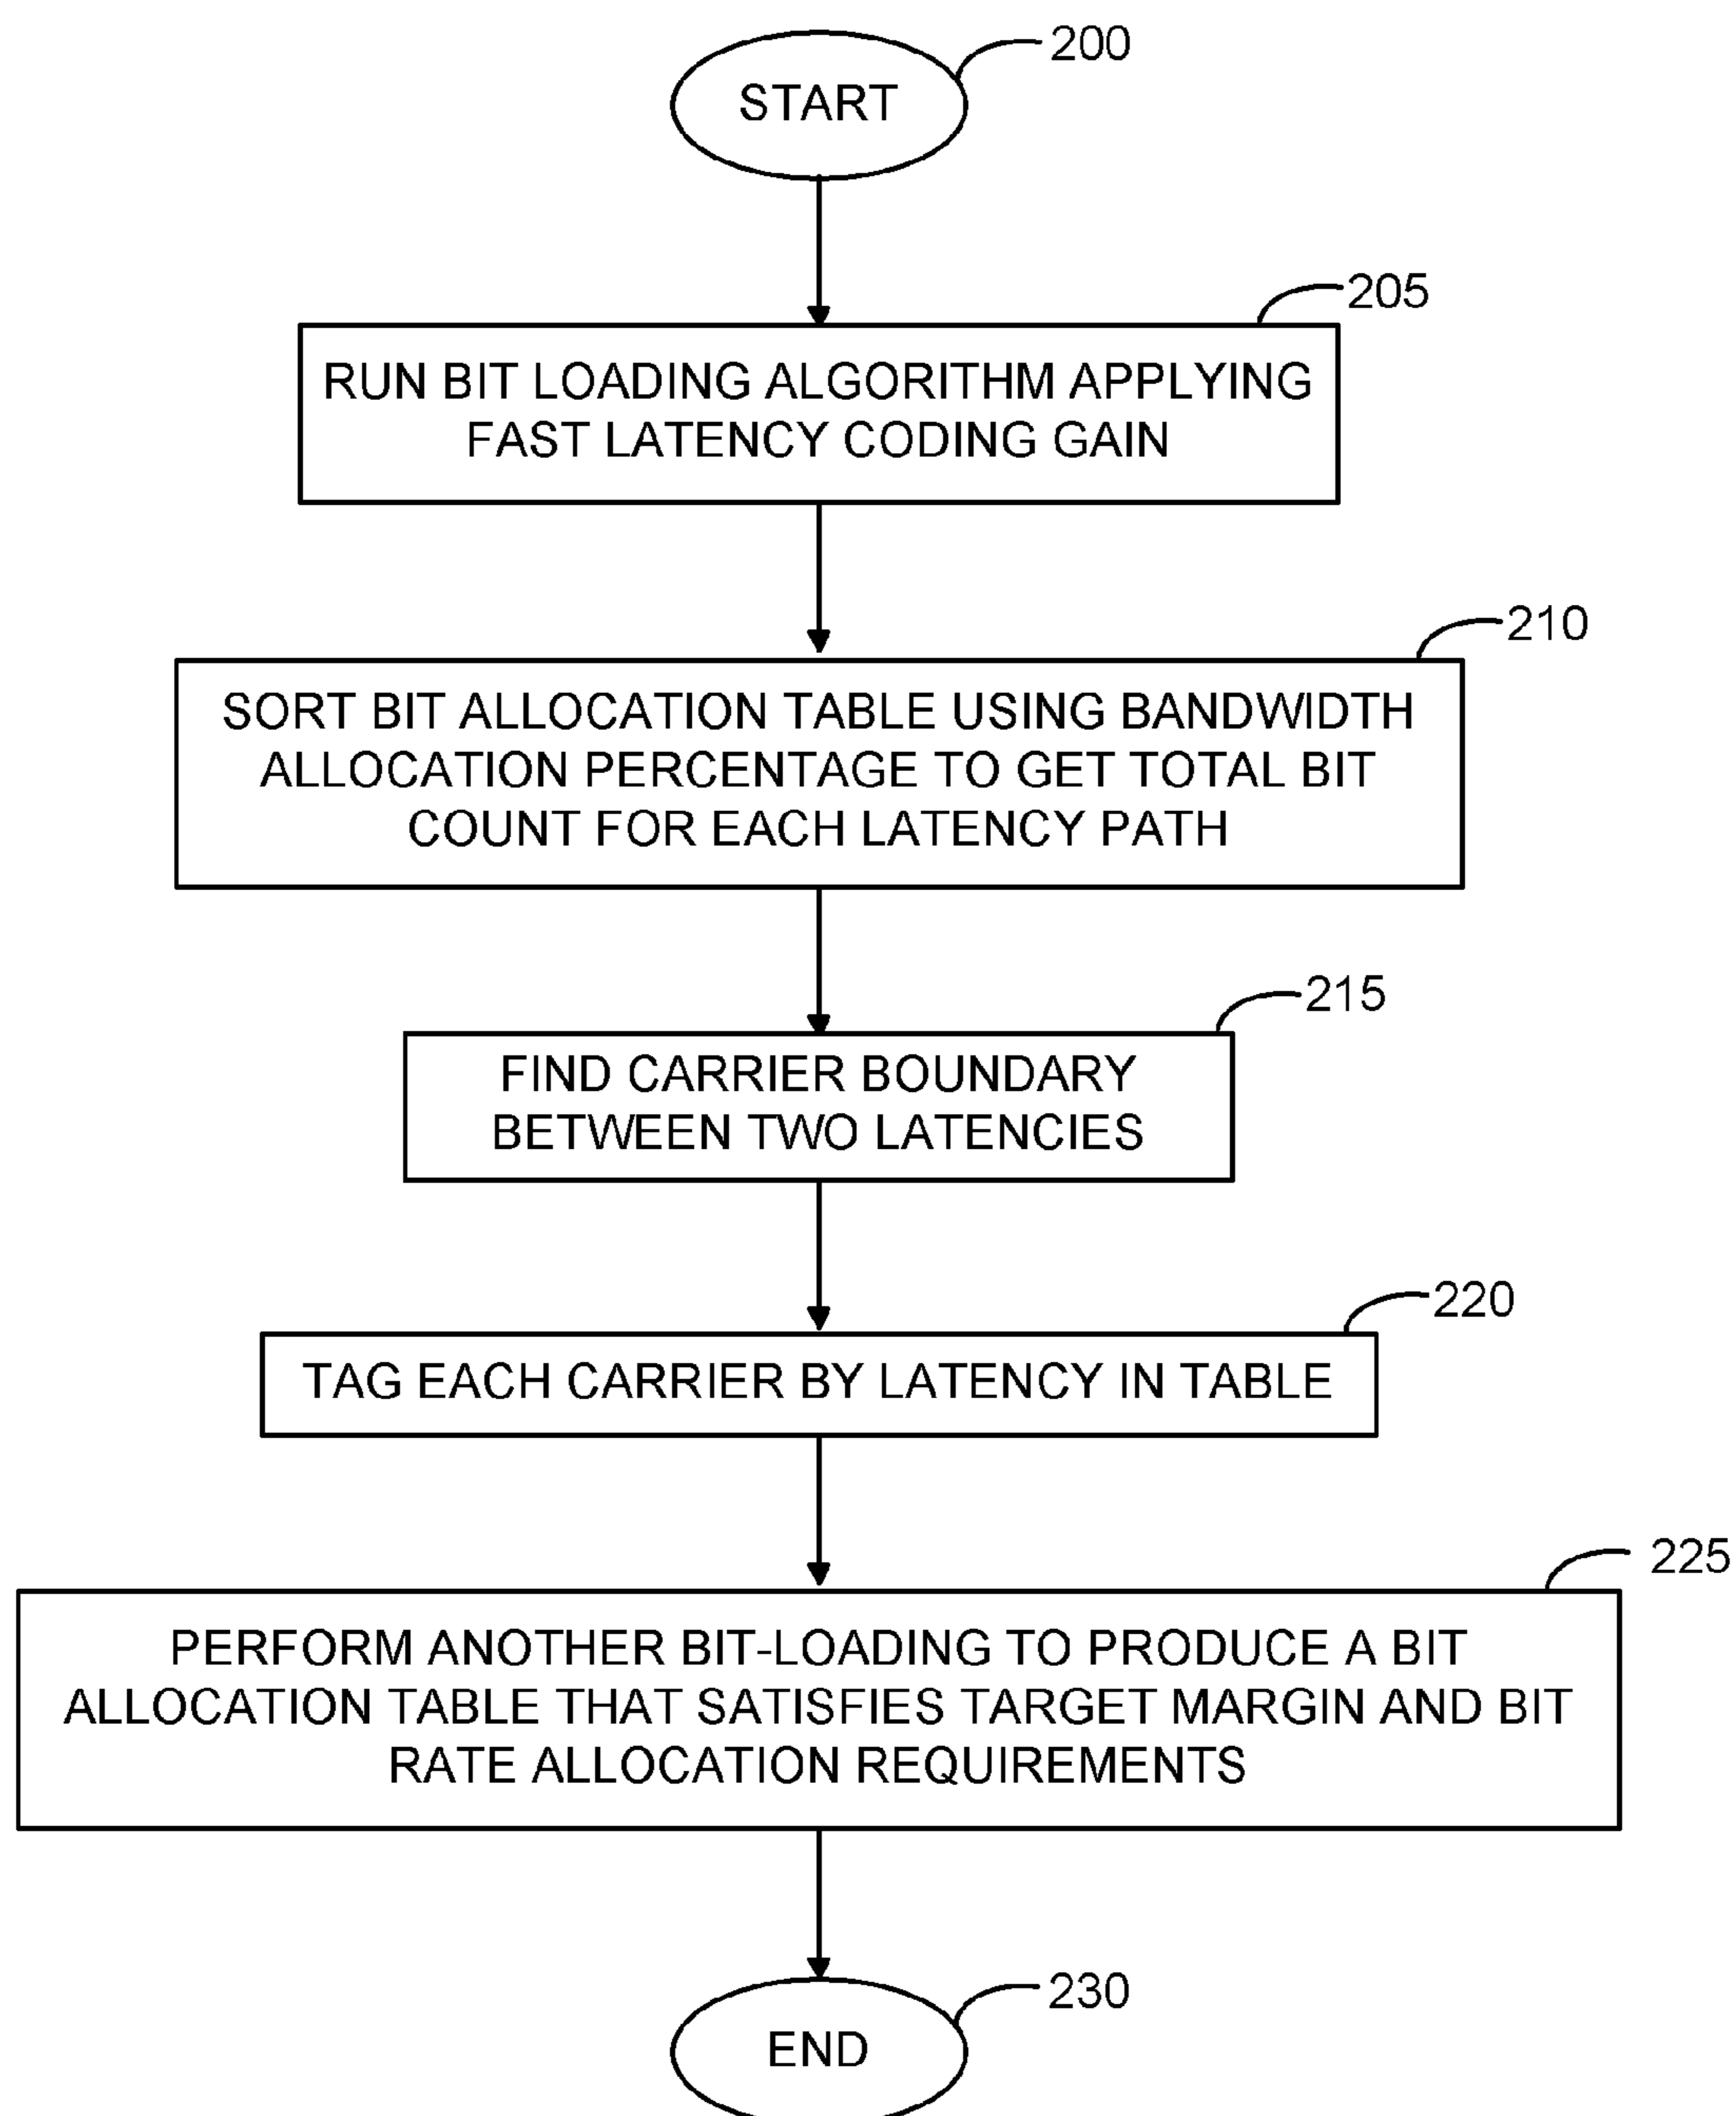 200
START
205
RUN BIT LOADING ALGORITHM APPLYING
FAST LATENCY CODING GAIN
210
SORT BIT ALLOCATION TABLE USING BANDWIDTH
ALLOCATION PERCENTAGE TO GET TOTAL BIT
COUNT FOR EACH LATENCY PATH
215
FIND CARRIER BOUNDARY
BETWEEN TWO LATENCIES
220
TAG EACH CARRIER BY LATENCY IN TABLE
225
PERFORM ANOTHER BIT-LOADING TO PRODUCE A BIT
ALLOCATION TABLE THAT SATISFIES TARGET MARGIN AND BIT
RATE ALLOCATION REQUIREMENTS
230
END